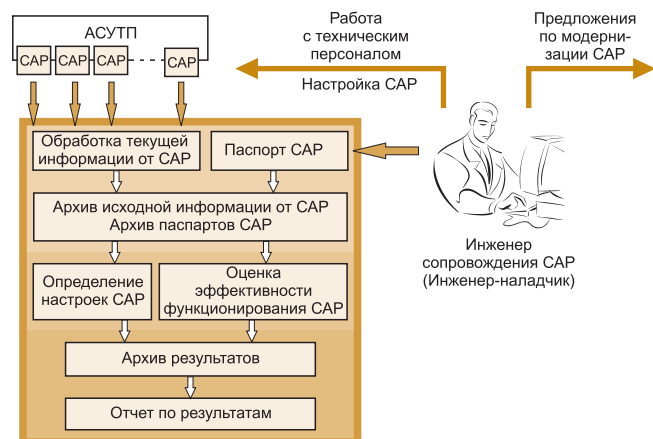 АСУТП
САР САР САР САР
Работа
с техническим
персоналом
Настройка САР
Предложения
по модерни-
зации САР
Обработка текущей
информации от САР
Паспорт САР
Архив исходной информации от САР
Архив паспартов САР
Инженер
сопровождения САР
(Инженер-наладчик)
Определение
настроек САР
Оценка
эффективности
функционирования САР
Архив результатов
Отчет по результатам